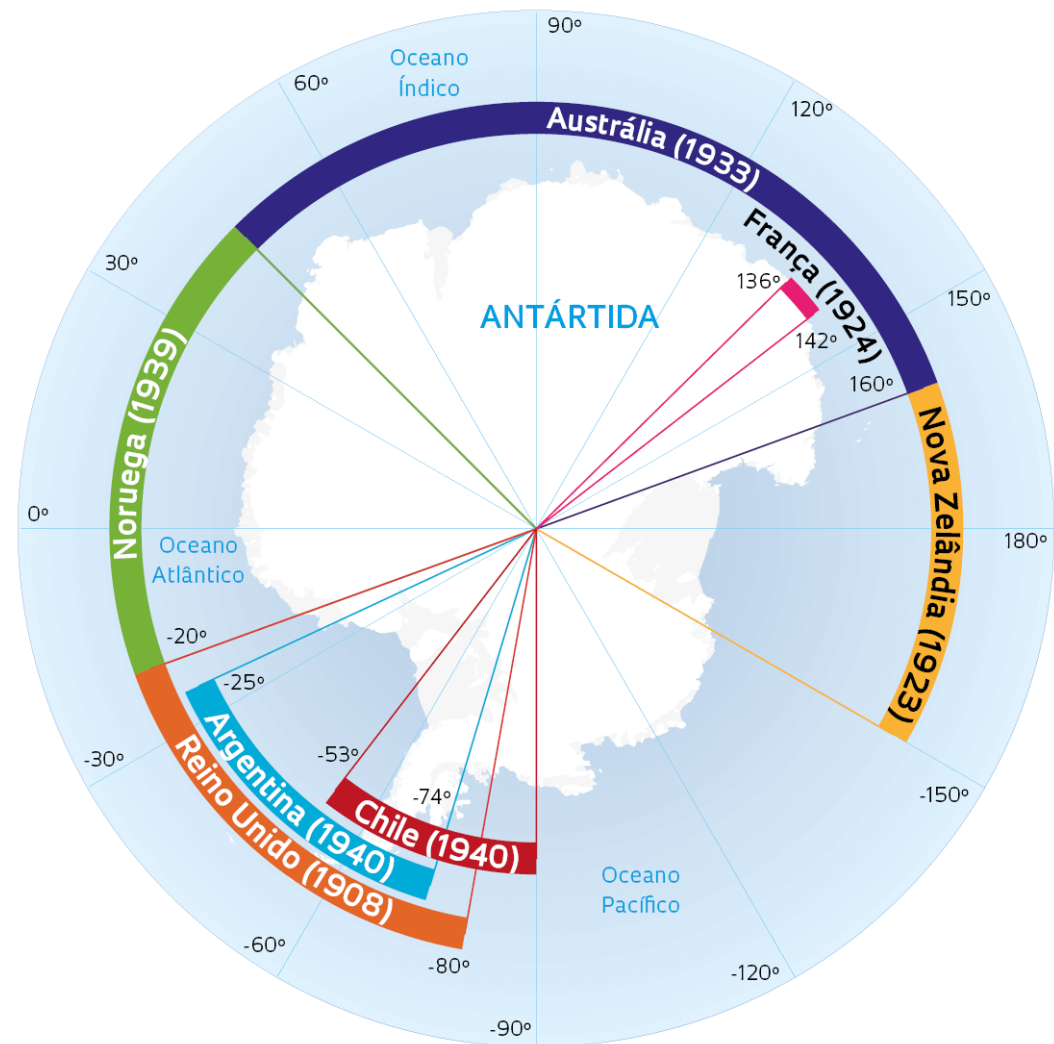 90º
Oceano
Índico
60º
120º
Austrália (1933)
França (1924)
30º
136º
150º
ANTÁRTIDA
142º
160º
Noruega (1939)
Nova Zelândia (1923)
0º
Oceano
Atlântico
180º
-20º
-25º
-53º
-30º
-74º
-150º
Argentina (1940)
Chile (1940)
Reino Unido (1908)
Oceano
Pacífico
-60º
-80º
-120º
-90º